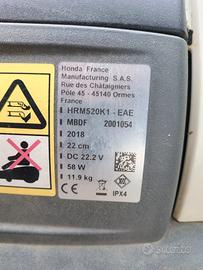 Honda France
Manufacturing S.A.S.
Rue des Châtaigniers
Pôle 45 - 45140 Ormes
France
HRM520K1 - EAE
MBDF 2001054
2018
22 cm
DC 22.2 V
58 W
11.9 kg
IPX4
subito